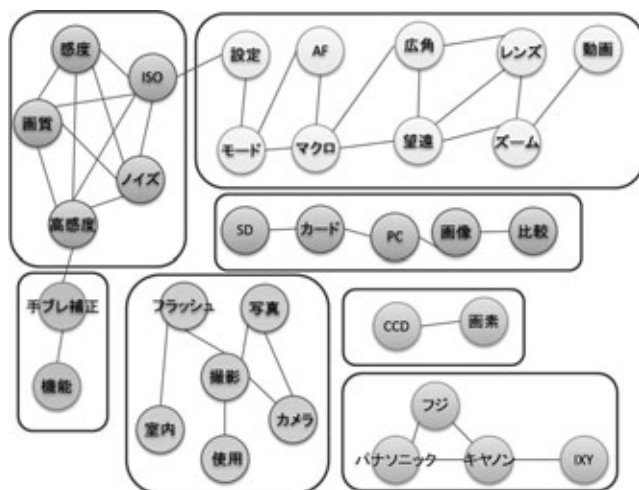 感度
ISO
画質
ノイズ
高感度
設定
AF
広角
レンズ
動画
モード
マクロ
望遠
ズーム
SD
カード
PC
画像
比較
手ブレ補正
機能
フラッシュ
写真
撮影
室内
カメラ
使用
CCD
画素
フジ
パナソニック
キヤノン
IXY